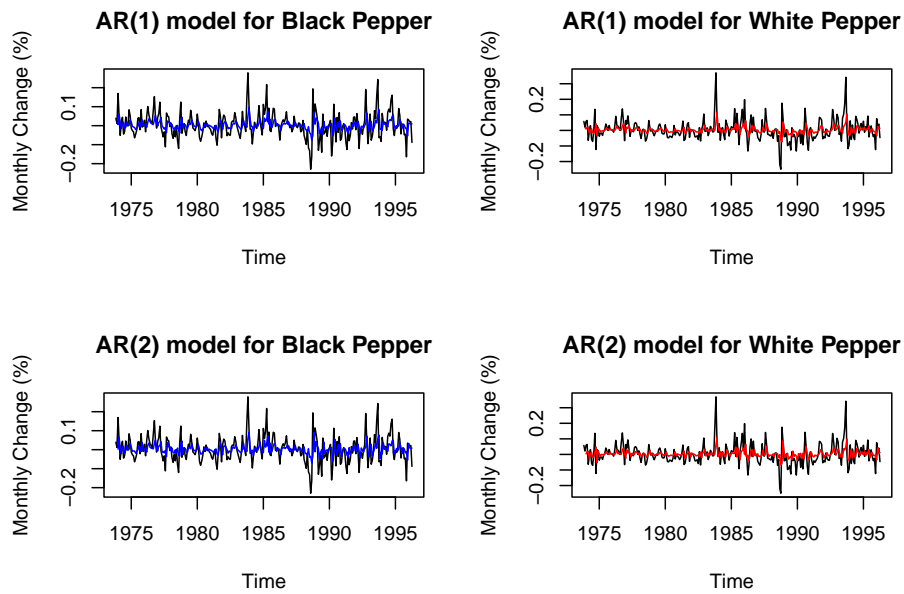 AR(1) model for Black Pepper
Monthly Change (%)
0.1
−0.2
1975 1980 1985 1990 1995
Time
AR(1) model for White Pepper
Monthly Change (%)
0.2
−0.2
1975 1980 1985 1990 1995
Time
AR(2) model for Black Pepper
Monthly Change (%)
0.1
−0.2
1975 1980 1985 1990 1995
Time
AR(2) model for White Pepper
Monthly Change (%)
0.2
−0.2
1975 1980 1985 1990 1995
Time